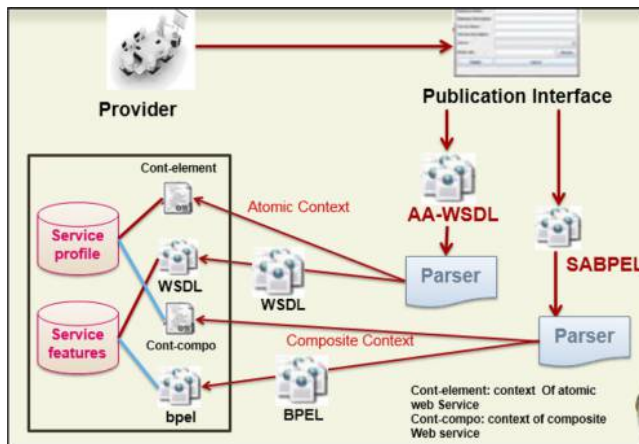 Provider
Publication Interface
Cont-element
Atomic Context
AA-WSDL
Service
profile
WSDL
WSDL
Parser
SABPEL
Service
features
Cont-compo
Composite Context
Parser
bpel
BPEL
Cont-element: context Of atomic
web Service
Cont-compo: context of composite
Web service